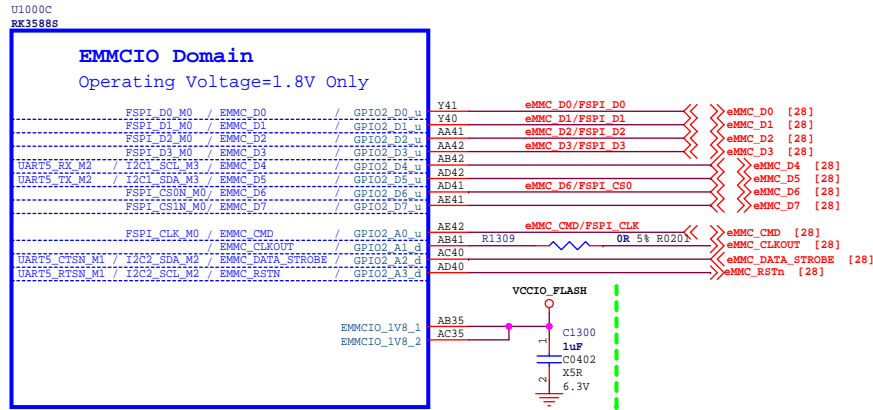 U1000C
RK3588S
EMMCIO Domain
Operating Voltage=1.8V Only
FSPI_D0_M0 / EMMC_D0 / GPIO2_D0_u Y41 eMMC_D0/FSPI_D0 eMMC_D0 [28]
FSPI_D1_M0 / EMMC_D1 / GPIO2_D1_u Y40 eMMC_D1/FSPI_D1 eMMC_D1 [28]
FSPI_D2_M0 / EMMC_D2 / GPIO2_D2_u AA41 eMMC_D2/FSPI_D2 eMMC_D2 [28]
FSPI_D3_M0 / EMMC_D3 / GPIO2_D3_u AA42 eMMC_D3/FSPI_D3 eMMC_D3 [28]
UART5_RX_M2 / I2C1_SCL_M3 / EMMC_D4 / GPIO2_D4_u AB42 eMMC_D4 [28]
UART5_TX_M2 / I2C1_SDA_M3 / EMMC_D5 / GPIO2_D5_u AD42 eMMC_D5 [28]
FSPI_CS0N_M0/ EMMC_D6 / GPIO2_D6_u AD41 eMMC_D6/FSPI_CS0 eMMC_D6 [28]
FSPI_CS1N_M0/ EMMC_D7 / GPIO2_D7_u AE41 eMMC_D7 [28]
FSPI_CLK_M0 / EMMC_CMD / GPIO2_A0_u AE42 eMMC_CMD/FSPI_CLK eMMC_CMD [28]
/ EMMC_CLKOUT / GPIO2_A1_d AB41 R1309 0R 5% R0201 eMMC_CLKOUT [28]
UART5_CTSN_M1 / I2C2_SDA_M2 / EMMC_DATA_STROBE / GPIO2_A2_d AC40 eMMC_DATA_STROBE [28]
UART5_RTSN_M1 / I2C2_SCL_M2 / EMMC_RSTN / GPIO2_A3_d AD40 eMMC_RSTn [28]
VCCIO_FLASH
EMMCIO_1V8_1 AB35
EMMCIO_1V8_2 AC35
1 C1300
1uF
C0402
2 X5R
6.3V